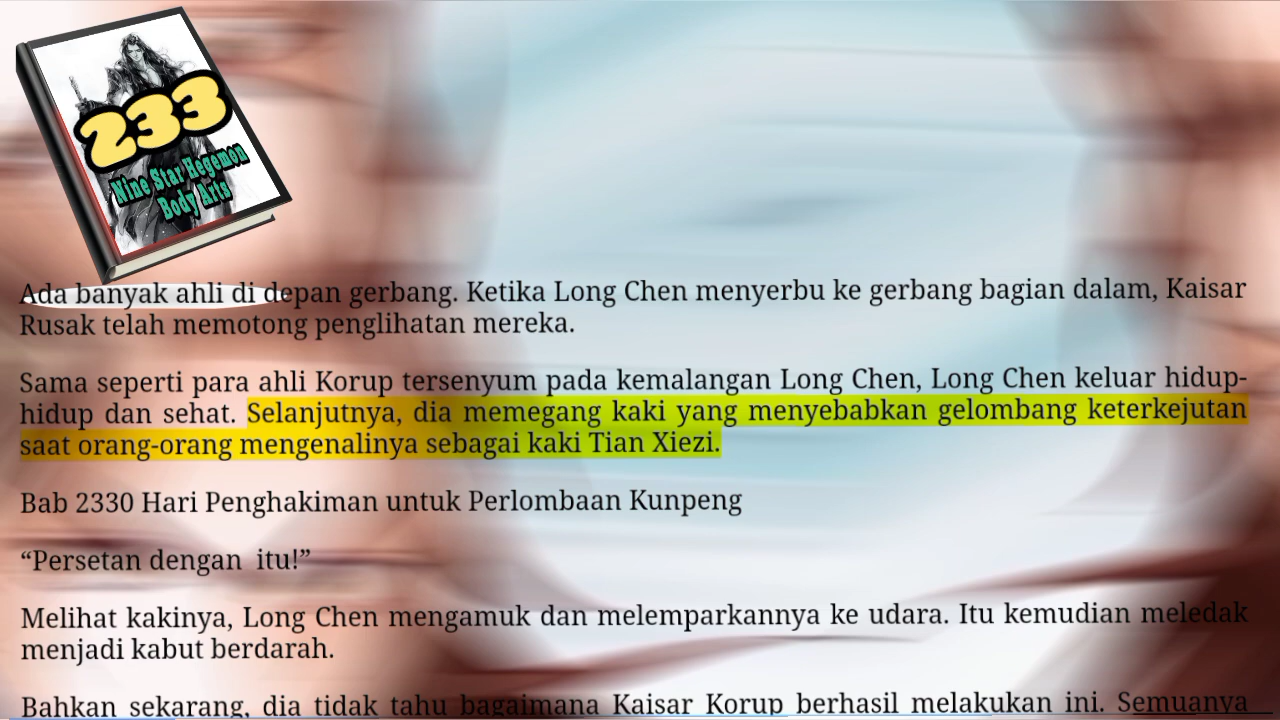 233
Nine Star Hegemon
Body Arts
Ada banyak ahli di depan gerbang. Ketika Long Chen menyerbu ke gerbang bagian dalam, Kaisar
Rusak telah memotong penglihatan mereka.
Sama seperti para ahli Korup tersenyum pada kemalangan Long Chen, Long Chen keluar hidup-
hidup dan sehat. Selanjutnya, dia memegang kaki yang menyebabkan gelombang keterkejutan
saat orang-orang mengenalinya sebagai kaki Tian Xiezi.
Bab 2330 Hari Penghakiman untuk Perlombaan Kunpeng
“Persetan dengan  itu!”
Melihat kakinya, Long Chen mengamuk dan melemparkannya ke udara. Itu kemudian meledak
menjadi kabut berdarah.
Bahkan sekarang, dia tidak tahu bagaimana Kaisar Korup berhasil melakukan ini. Semuanya